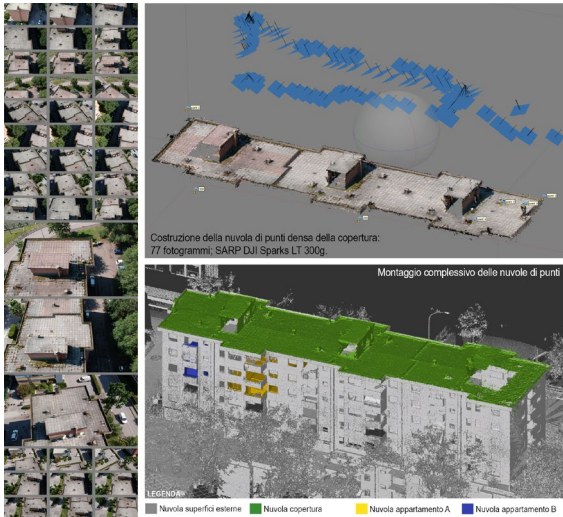 Costruzione della nuvola di punti densa della copertura:
77 fotogrammi; SARP DJI Sparks LT 300g.
Montaggio complessivo delle nuvole di punti
LEGENDA
Nuvola superfici esterne
Nuvola copertura
Nuvola appartamento A
Nuvola appartamento B